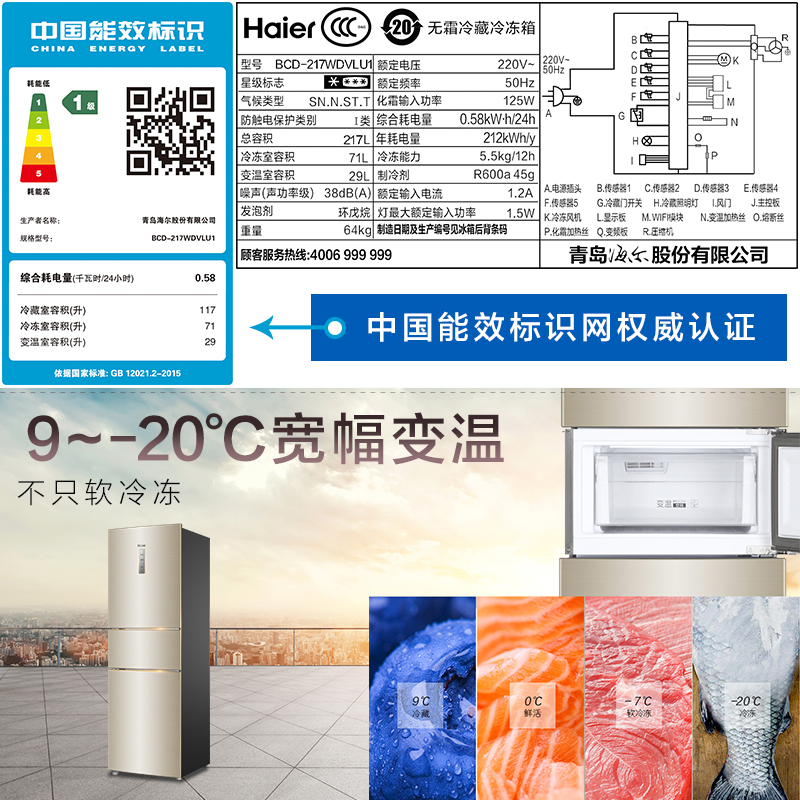 中国能效标识
CHINA ENERGY LABEL
耗能低
1
2
3
4
5
耗能高
1级
生产者名称:
青岛海尔股份有限公司
规格型号:
BCD-217WDVLU1
综合耗电量(千瓦时/24小时) 0.58
冷藏室容积(升) 117
冷冻室容积(升) 71
变温室容积(升) 29
依据国家标准: GB 12021.2-2015
Haier CCC 20 无霜冷藏冷冻箱
型号 BCD-217WDVLU1 额定电压 220V~
星级标志 * *** 额定频率 50Hz
气候类型 SN.N.ST.T 化霜输入功率 125W
防触电保护类别 I类 综合耗电量 0.58kW·h/24h
总容积 217L 年耗电量 212kWh/y
冷冻室容积 71L 冷冻能力 5.5kg/12h
变温室容积 29L 制冷剂 R600a 45g
噪声(声功率级) 38dB(A) 额定输入电流 1.2A
发泡剂 环戊烷 灯最大额定输入功率 1.5W
重量 64kg 制造日期及生产编号见冰箱后背条码
顾客服务热线:4006 999 999
220V~
50Hz
A
B
C
D
E
F
G
H
I
J
K
M
L
M
N
O
P
Q
R
A.电源插头 B.传感器1 C.传感器2 D.传感器3 E.传感器4
F.传感器5 G.冷藏门开关 H.冷藏照明灯 I.风门 J.主控板
K.冷冻风机 L.显示板 M.WIFI模块 N.变温加热丝 O.熔断丝
P.化霜加热丝 Q.变频板 R.压缩机
青岛海尔股份有限公司
中国能效标识网权威认证
9~-20℃宽幅变温
不只软冷冻
变温
9℃
冷藏
0℃
鲜活
-7℃
软冷冻
-20℃
冷冻